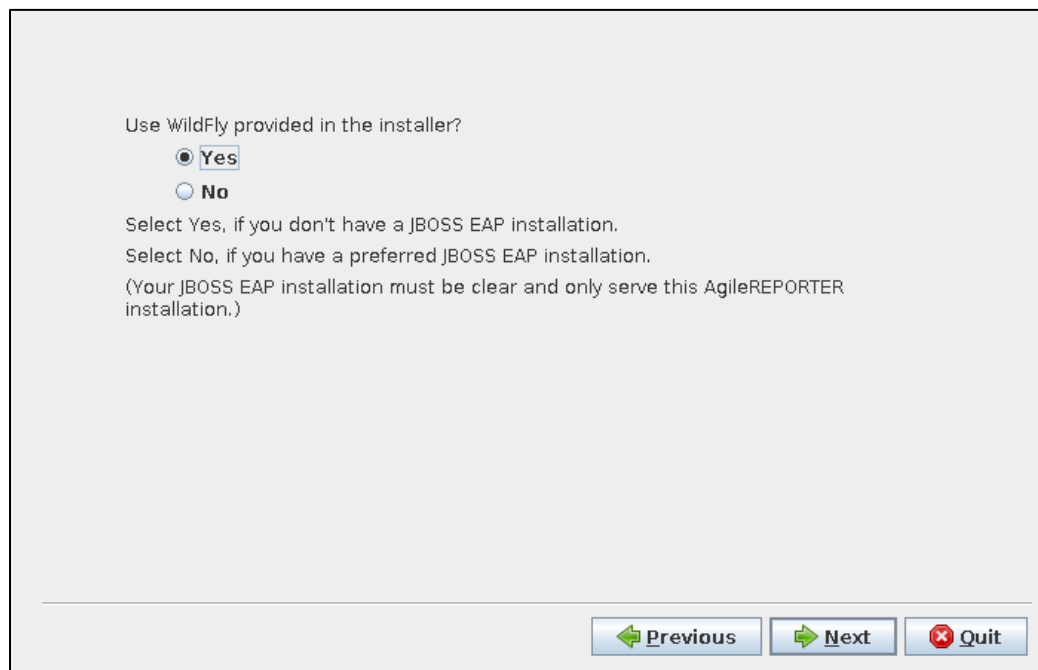 Use WildFly provided in the installer?
Yes
No
Select Yes, if you don't have a JBOSS EAP installation.
Select No, if you have a preferred JBOSS EAP installation.
(Your JBOSS EAP installation must be clear and only serve this AgileREPORTER
installation.)
Previous Next Quit